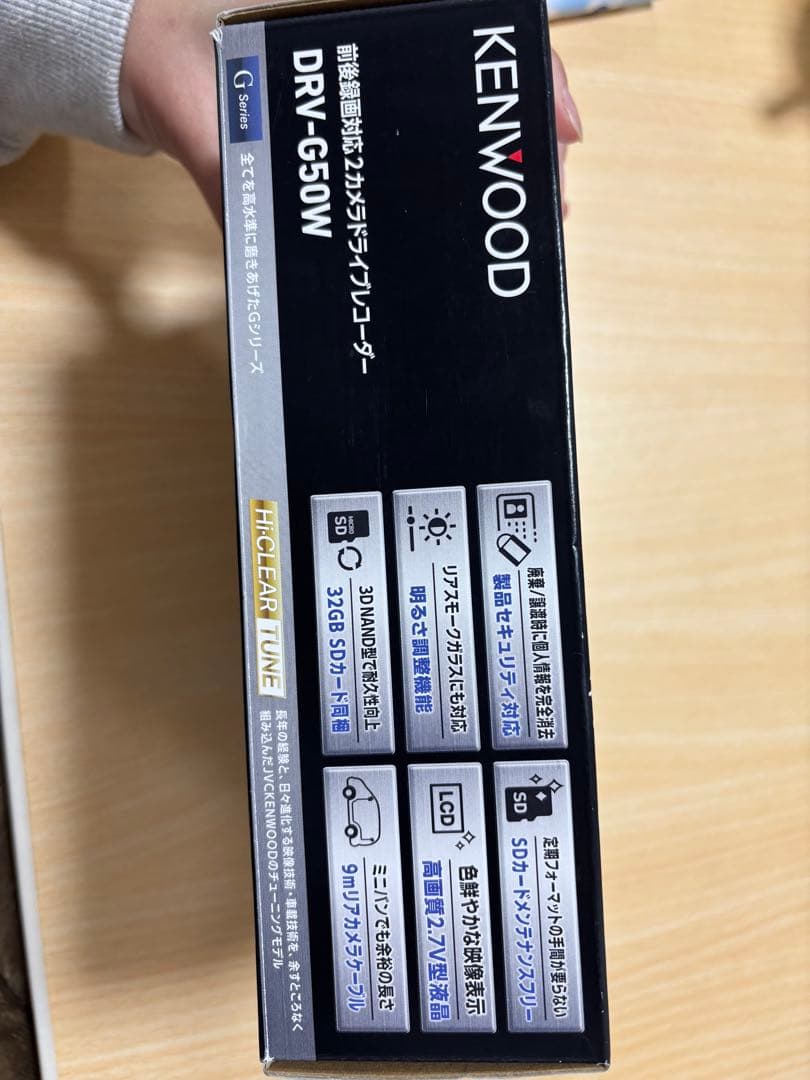 KENWOOD
前後録画対応2カメラドライブレコーダー
DRV-G50W
廃棄/譲渡時に個人情報を完全消去
製品セキュリティ対応
SD
定期フォーマットの手間が要らない
SDカードメンテナンスフリー
リアスモークガラスにも対応
明るさ調整機能
LCD
色鮮やかな映像表示
高画質2.7V型液晶
MICRO
SD
3D NAND型で耐久性向上
32GB SDカード同梱
ミニバンでも余裕の長さ
9mリアカメラケーブル
G Series
全てを高水準に磨きあげたGシリーズ
Hi-CLEAR TUNE
長年の経験と、日々進化する映像技術・車載技術を、余すところなく
組み込んだJVCKENWOODのチューニングモデル